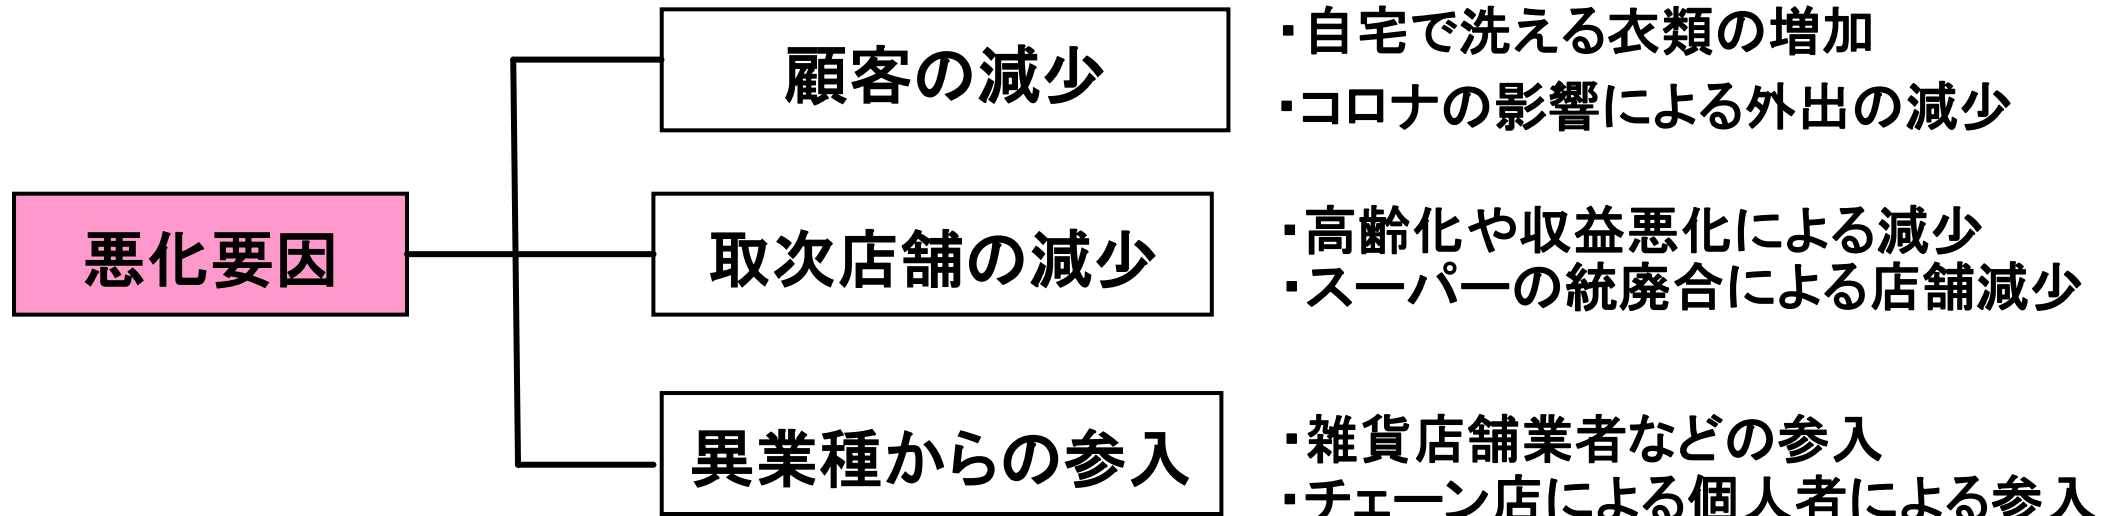 悪化要因
顧客の減少
・自宅で洗える衣類の増加
・コロナの影響による外出の減少
取次店舗の減少
・高齢化や収益悪化による減少
・スーパーの統廃合による店舗減少
異業種からの参入
・雑貨店舗業者などの参入
・チェーン店による個人者による参入